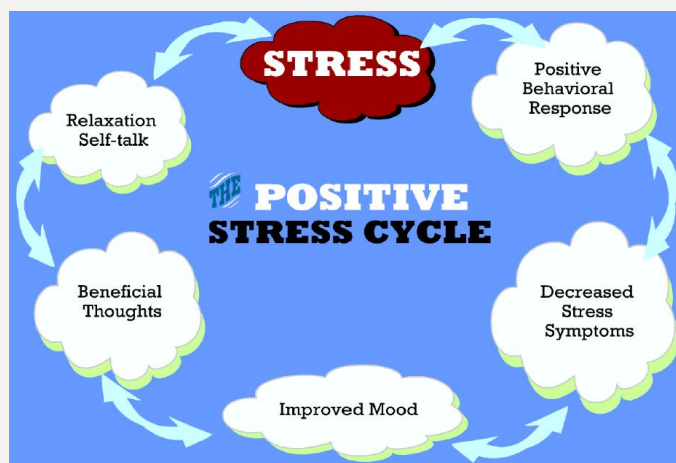 STRESS
Positive
Behavioral
Response
Relaxation
Self-talk
THE POSITIVE
STRESS CYCLE
Beneficial
Thoughts
Decreased
Stress
Symptoms
Improved Mood